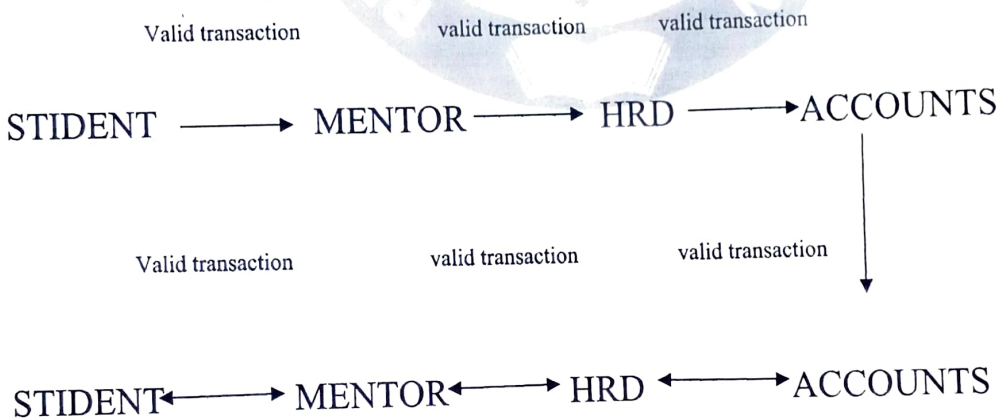 Valid transaction valid transaction valid transaction
STIDENT MENTOR HRD ACCOUNTS
Valid transaction valid transaction valid transaction
STIDENT MENTOR HRD ACCOUNTS